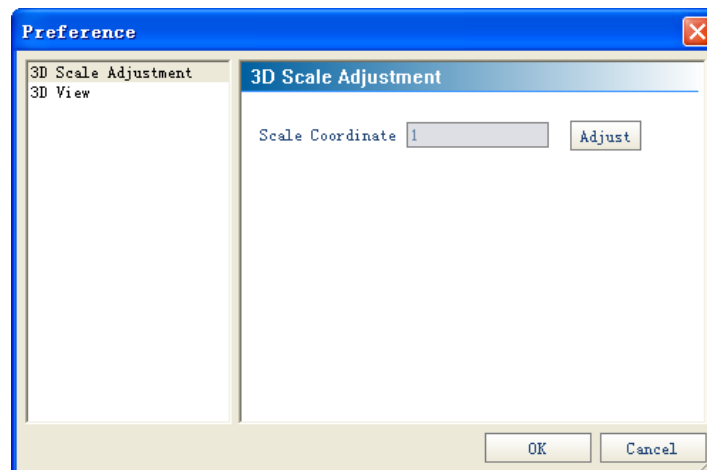 Preference
3D Scale Adjustment
3D View
3D Scale Adjustment
Scale Coordinate 1 Adjust
OK Cancel